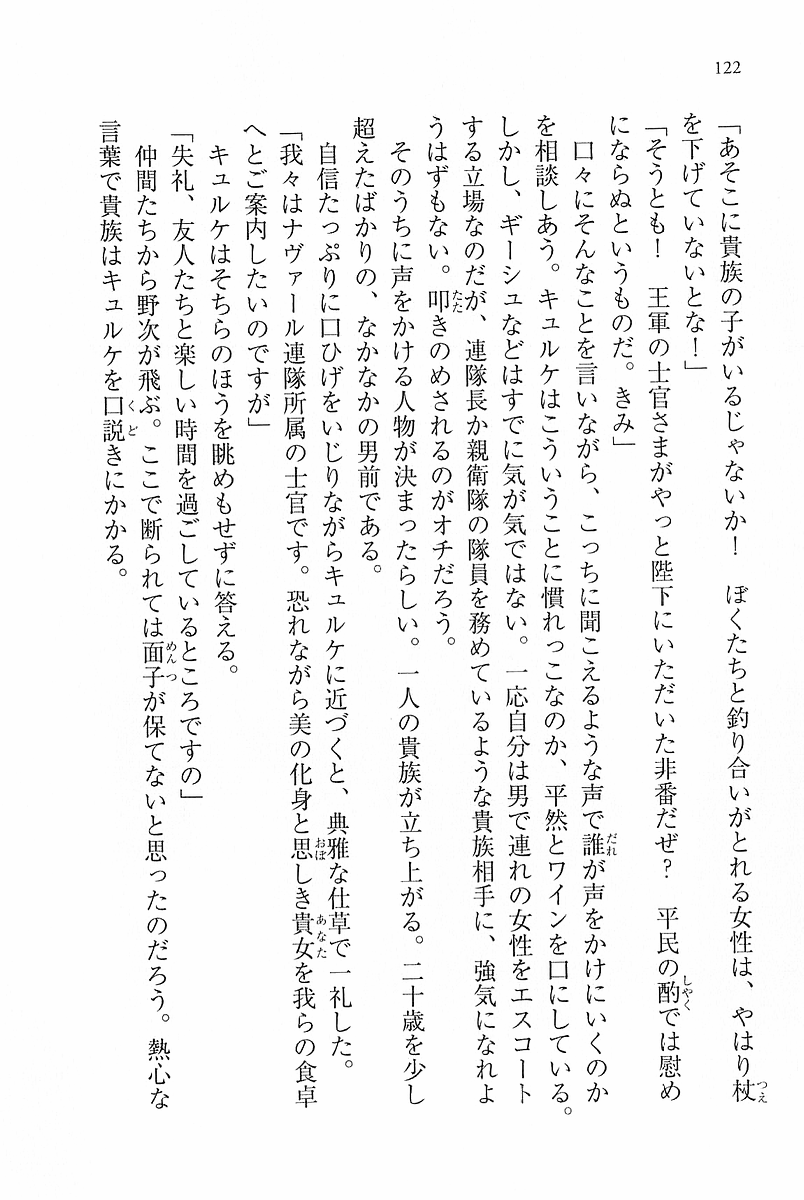 122
「あそこに貴族の子がいるじゃないか！　ぼくたちと釣り合いがとれる女性は、やはり杖
を下げていないとな！」
「そうとも！　王軍の士官さまがやっと陛下にいただいた非番だぜ？　平民の酌では慰め
にならぬというものだ。きみ」
　口々にそんなことを言いながら、こっちに聞こえるような声で誰が声をかけにいくのか
を相談しあう。キュルケはこういうことに慣れっこなのか、平然とワインを口にしている。
しかし、ギーシュなどはすでに気が気ではない。一応自分は男で連れの女性をエスコート
する立場なのだが、連隊長か親衛隊の隊員を務めているような貴族相手に、強気になれよ
うはずもない。叩きのめされるのがオチだろう。
　そのうちに声をかける人物が決まったらしい。一人の貴族が立ち上がる。二十歳を少し
超えたばかりの、なかなかの男前である。
　自信たっぷりに口ひげをいじりながらキュルケに近づくと、典雅な仕草で一礼した。
「我々はナヴァール連隊所属の士官です。恐れながら美の化身と思しき貴女を我らの食卓
へとご案内したいのですが」
　キュルケはそちらのほうを眺めもせずに答える。
「失礼、友人たちと楽しい時間を過ごしているところですの」
　仲間たちから野次が飛ぶ。ここで断られては面子が保てないと思ったのだろう。熱心な
言葉で貴族はキュルケを口説きにかかる。